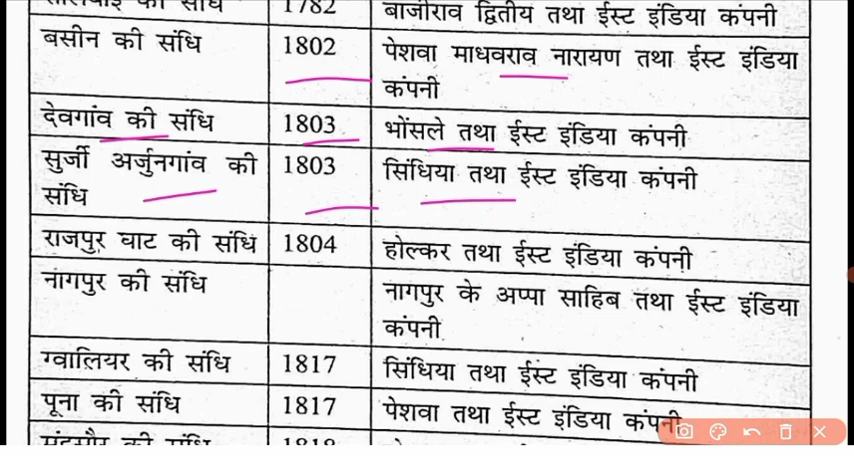 1782 बाजीराव द्वितीय तथा ईस्ट इंडिया कंपनी
बसीन की संधि 1802 पेशवा माधवराव नारायण तथा ईस्ट इंडिया
कंपनी
देवगांव की संधि 1803 भोंसले तथा ईस्ट इंडिया कंपनी
सुर्जी अर्जुनगांव की 1803 सिंधिया तथा ईस्ट इंडिया कंपनी
संधि
राजपुर घाट की संधि 1804 होल्कर तथा ईस्ट इंडिया कंपनी
नागपुर की संधि नागपुर के अप्पा साहिब तथा ईस्ट इंडिया
कंपनी
ग्वालियर की संधि 1817 सिंधिया तथा ईस्ट इंडिया कंपनी
पूना की संधि 1817 पेशवा तथा ईस्ट इंडिया कंपनी